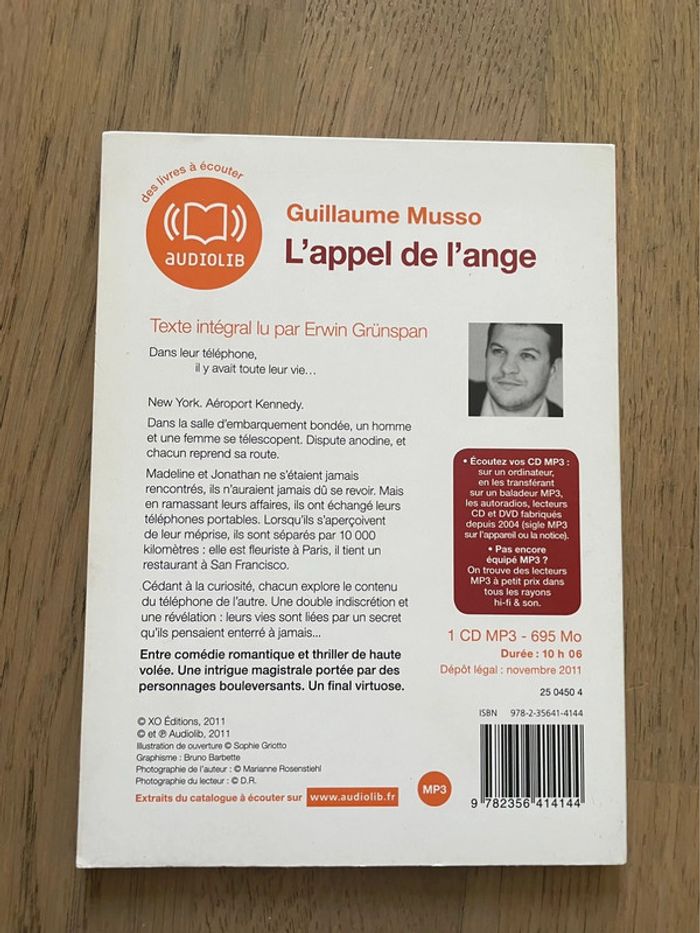 des livres à écouter
AUDIOLIB
Guillaume Musso
L'appel de l'ange
Texte intégral lu par Erwin Grünspan
Dans leur téléphone,
il y avait toute leur vie…
New York. Aéroport Kennedy.
Dans la salle d'embarquement bondée, un homme
et une femme se télescopent. Dispute anodine, et
chacun reprend sa route.
Madeline et Jonathan ne s'étaient jamais
rencontrés, ils n'auraient jamais dû se revoir. Mais
en ramassant leurs affaires, ils ont échangé leurs
téléphones portables. Lorsqu'ils s'aperçoivent
de leur méprise, ils sont séparés par 10 000
kilomètres : elle est fleuriste à Paris, il tient un
restaurant à San Francisco.
Cédant à la curiosité, chacun explore le contenu
du téléphone de l'autre. Une double indiscrétion et
une révélation : leurs vies sont liées par un secret
qu'ils pensaient enterré à jamais...
Entre comédie romantique et thriller de haute
volée. Une intrigue magistrale portée par des
personnages bouleversants. Un final virtuose.
• Écoutez vos CD MP3 :
sur un ordinateur,
en les transférant
sur un baladeur MP3,
les autoradios, lecteurs
CD et DVD fabriqués
depuis 2004 (sigle MP3
sur l'appareil ou la notice).
• Pas encore
équipé MP3 ?
On trouve des lecteurs
MP3 à petit prix dans
tous les rayons
hi-fi & son.
1 CD MP3 - 695 Mo
Durée : 10 h 06
Dépôt légal : novembre 2011
25 0450 4
ISBN 978-2-35641-4144
9 782356 414144
© XO Éditions, 2011
© et ℗ Audiolib, 2011
Illustration de ouverture © Sophie Griotto
Graphisme : Bruno Barbette
Photographie de l'auteur : © Marianne Rosenstiehl
Photographie du lecteur : © D.R.
Extraits du catalogue à écouter sur www.audiolib.fr
MP3